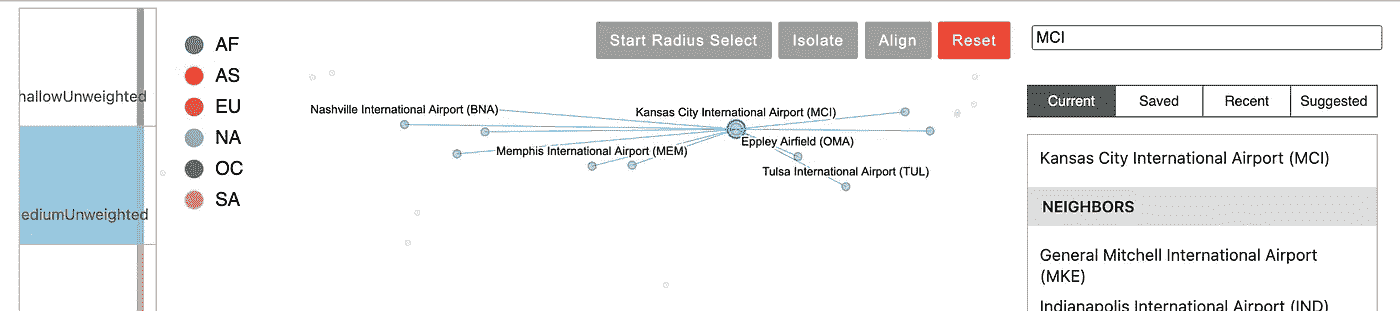 hallowUnweighted
ediumUnweighted
AF
AS
EU
NA
OC
SA
Start Radius Select
Isolate
Align
Reset
Nashville International Airport (BNA)
Kansas City International Airport (MCI)
Eppley Airfield (OMA)
Memphis International Airport (MEM)
Tulsa International Airport (TUL)
MCI
Current
Saved
Recent
Suggested
Kansas City International Airport (MCI)
NEIGHBORS
General Mitchell International Airport
(MKE)
Indianapolis International Airport (IND)